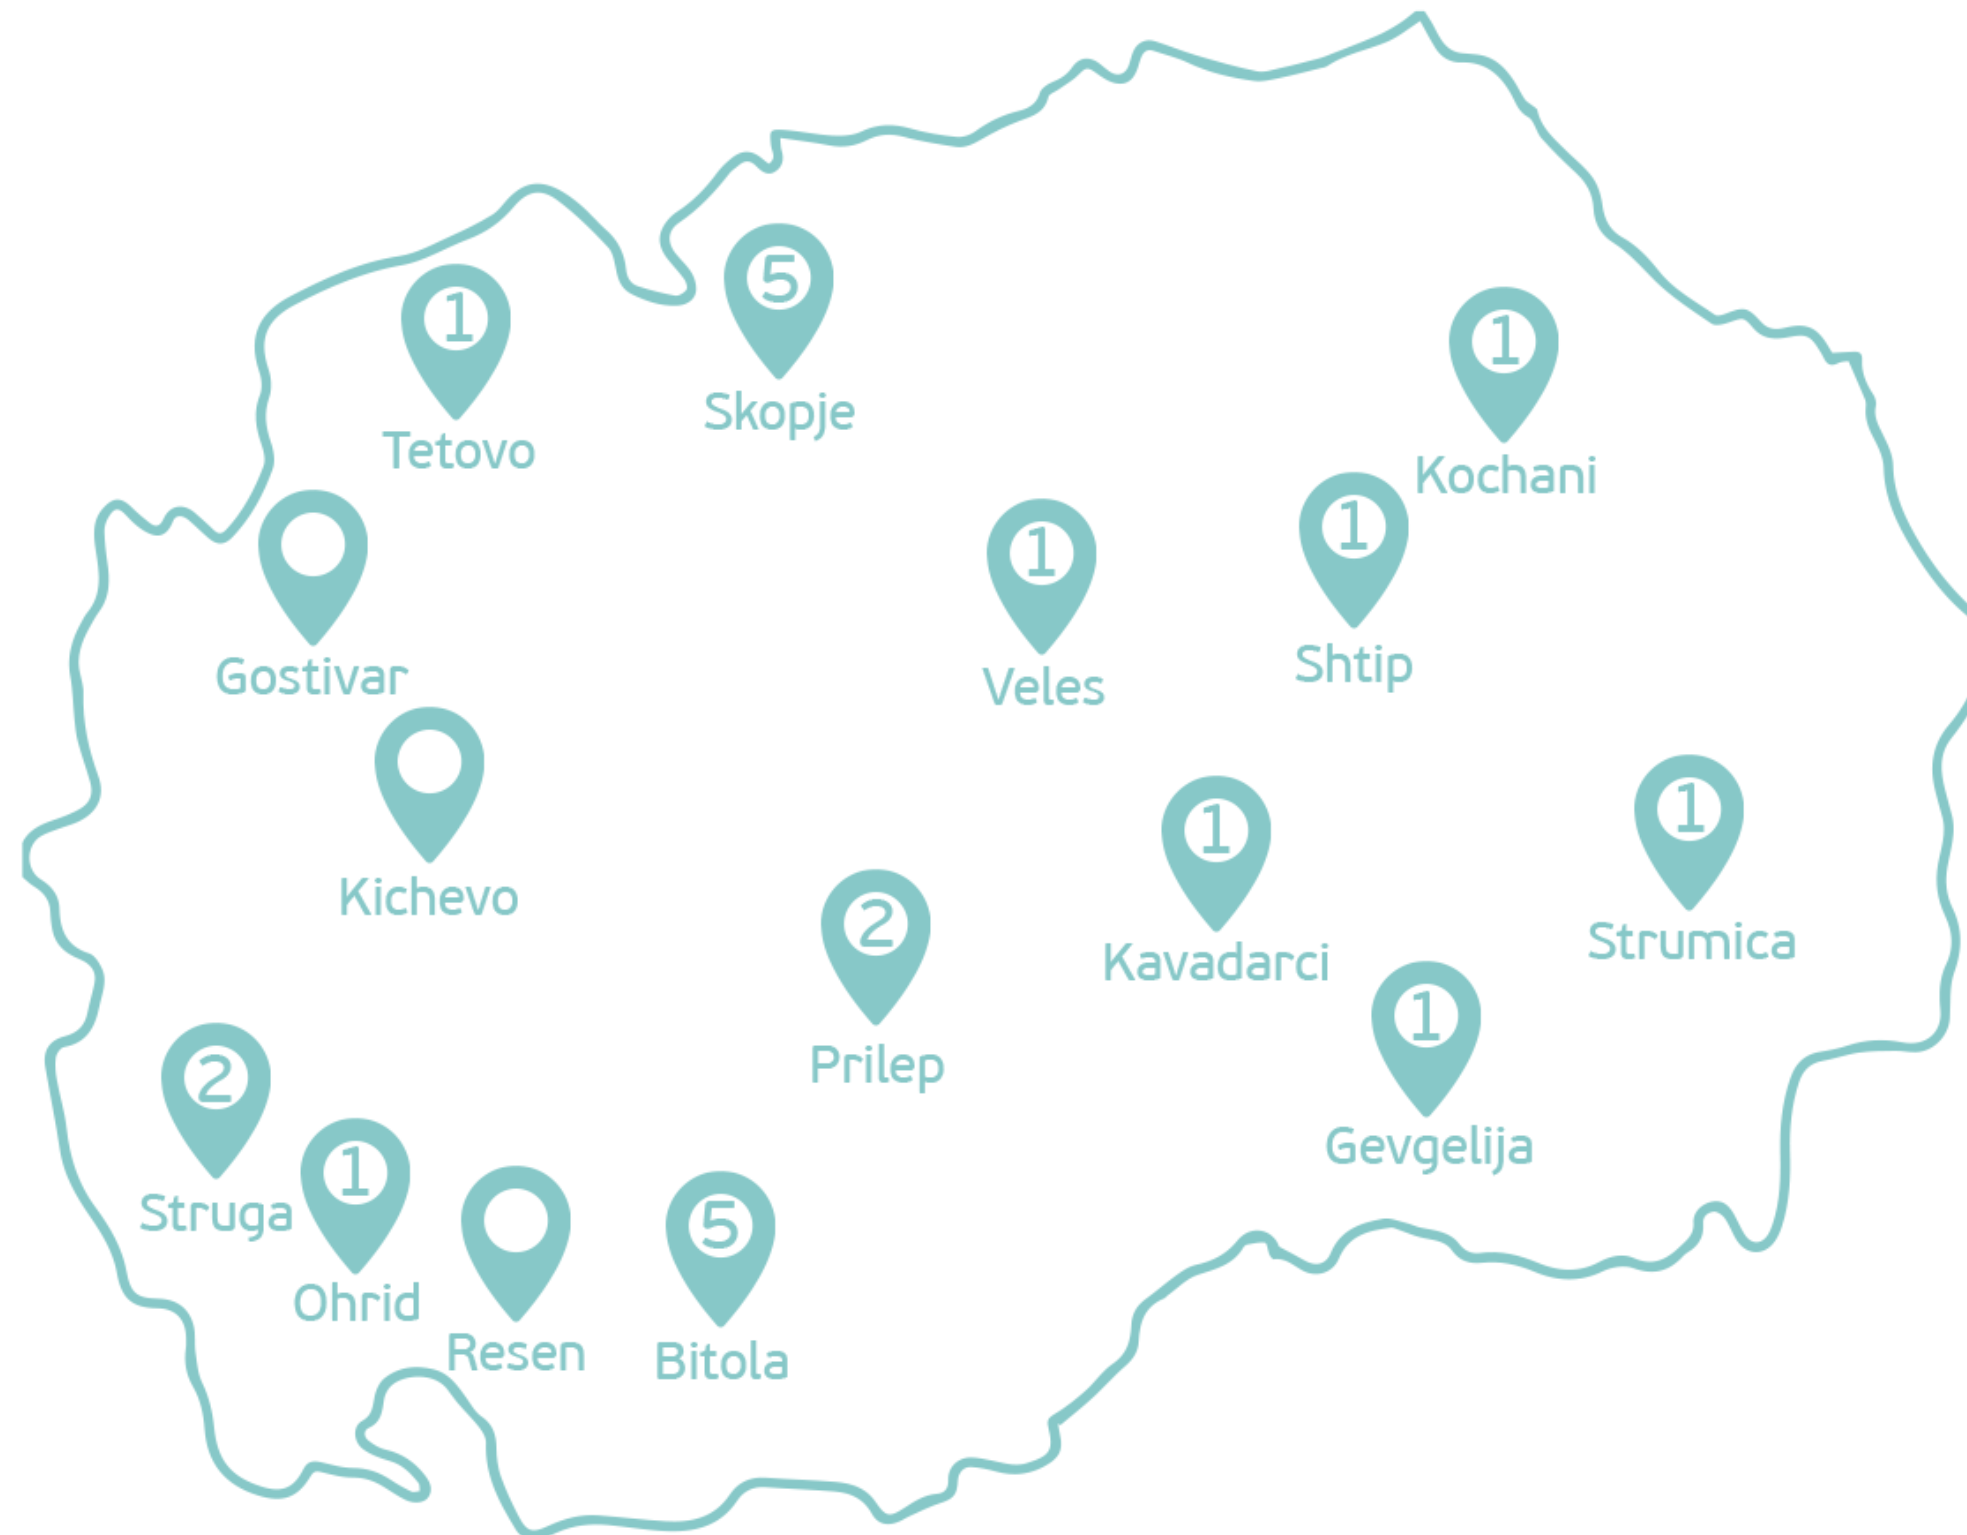 5
Skopje
1
Tetovo
1
Kochani
1
Shtip
1
Veles
Gostivar
Kichevo
1
Strumica
1
Kavadarci
2
Prilep
1
Gevgelija
2
Struga
1
Ohrid
Resen
5
Bitola